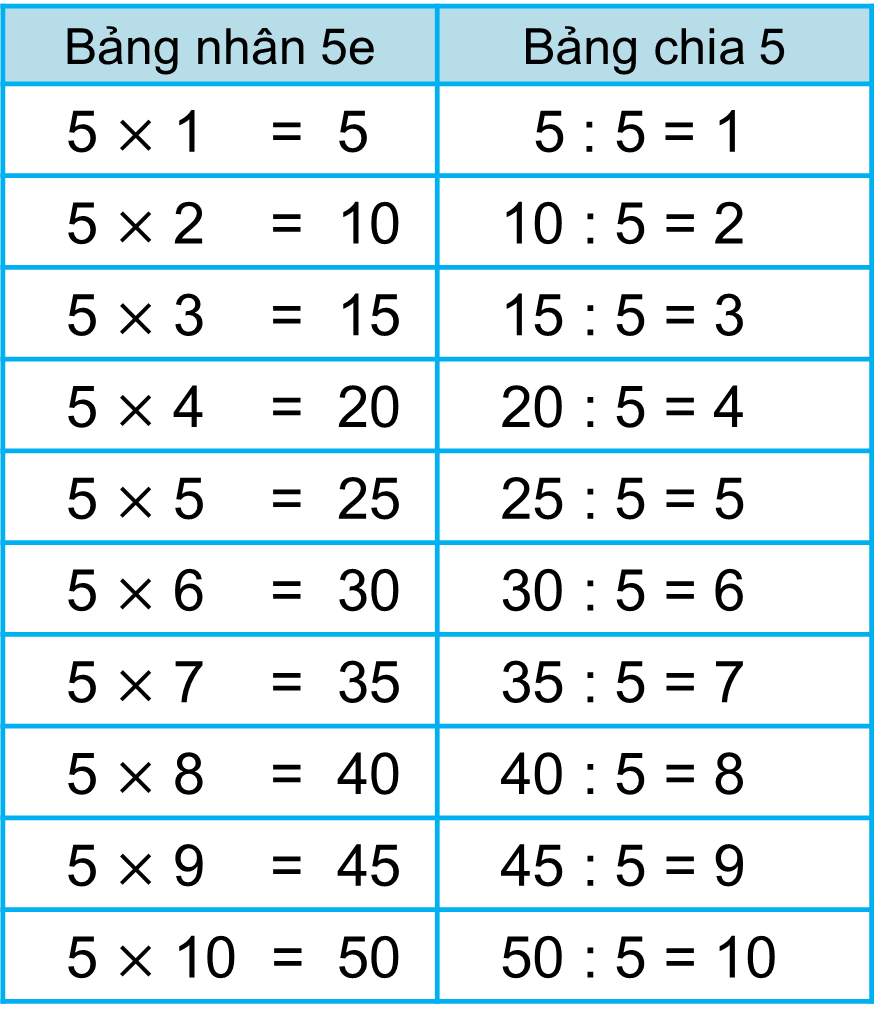 Bảng nhân 5e Bảng chia 5
5 × 1 = 5 5 : 5 = 1
5 × 2 = 10 10 : 5 = 2
5 × 3 = 15 15 : 5 = 3
5 × 4 = 20 20 : 5 = 4
5 × 5 = 25 25 : 5 = 5
5 × 6 = 30 30 : 5 = 6
5 × 7 = 35 35 : 5 = 7
5 × 8 = 40 40 : 5 = 8
5 × 9 = 45 45 : 5 = 9
5 × 10 = 50 50 : 5 = 10